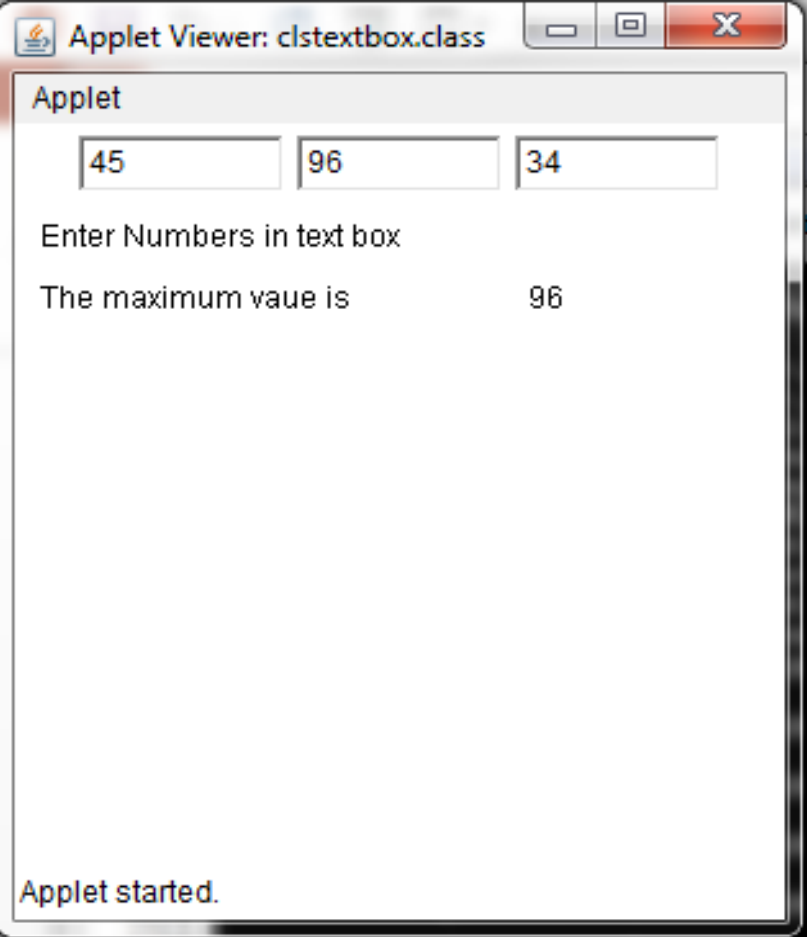 Applet Viewer: clstextbox.class
Applet
45 96 34
Enter Numbers in text box
The maximum vaue is 96
Applet started.